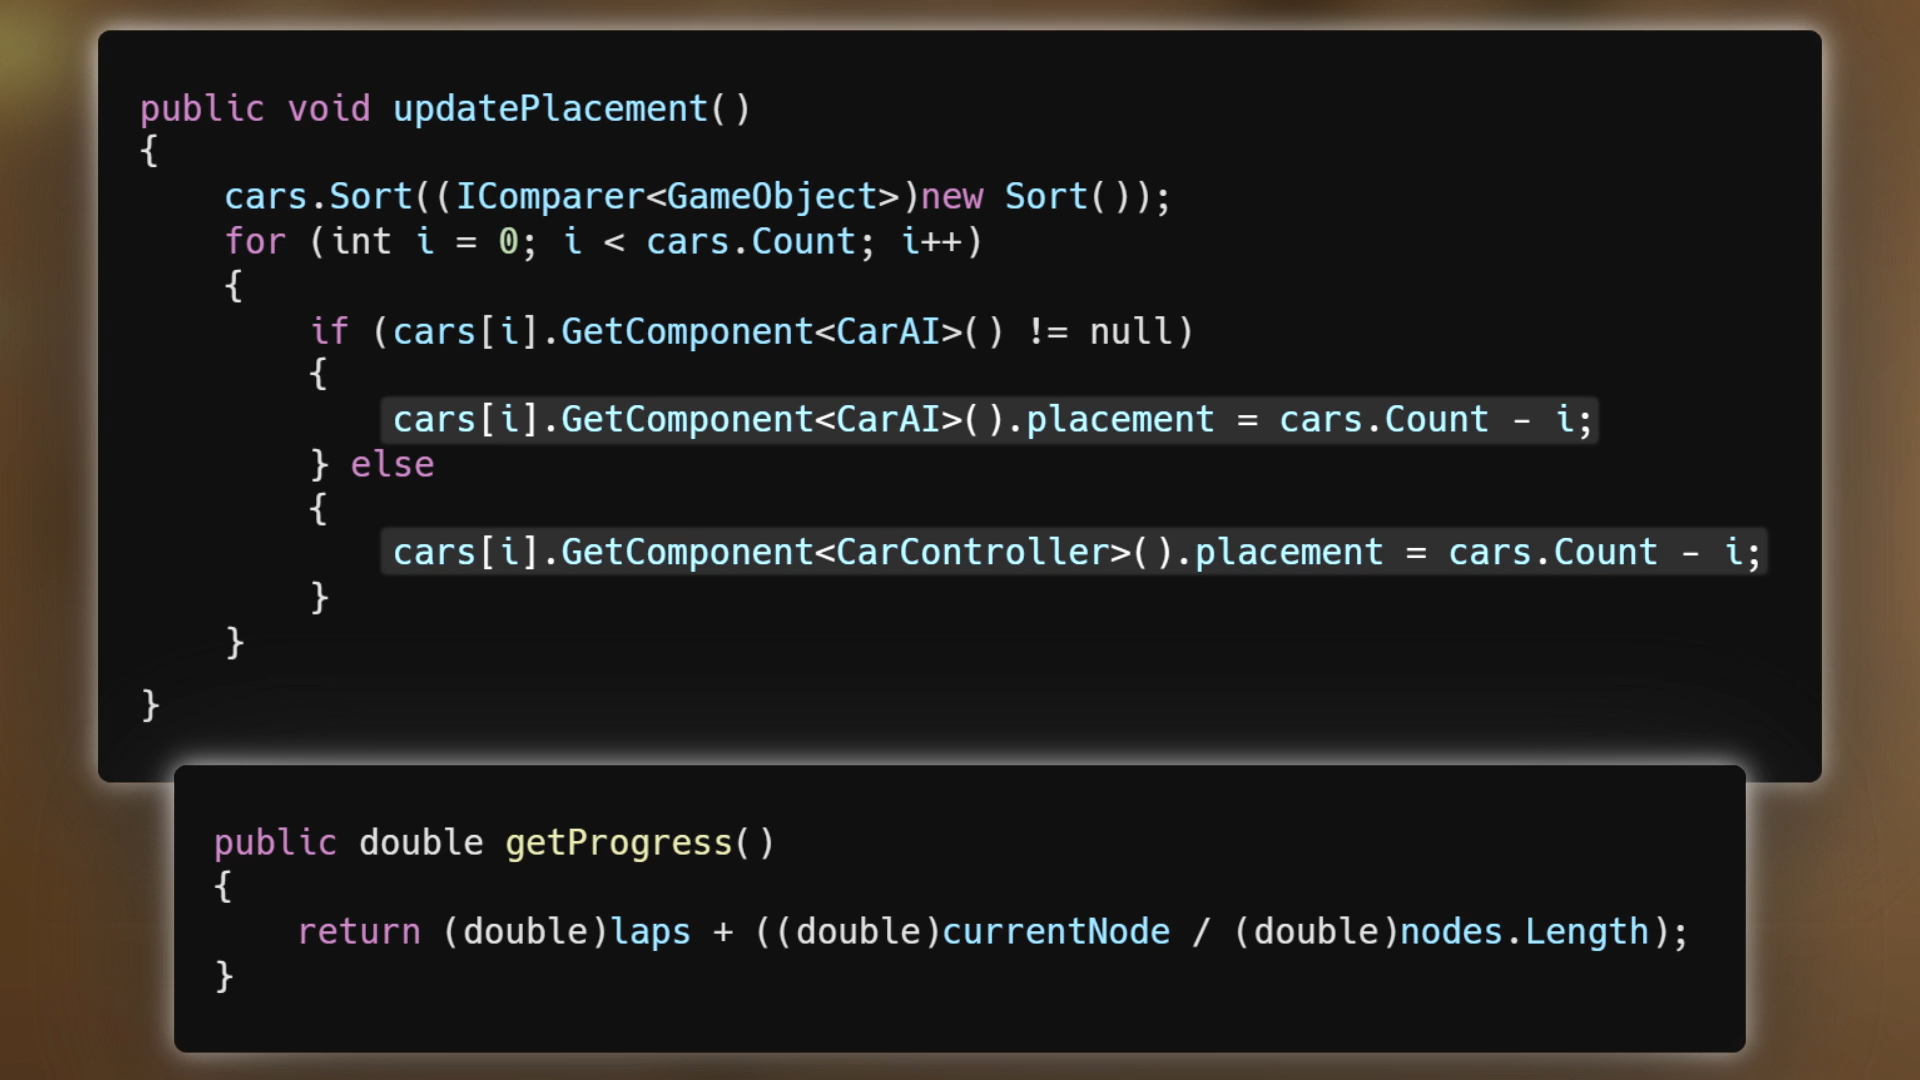 public void updatePlacement()
{
cars.Sort((IComparer<GameObject>)new Sort());
for (int i = 0; i < cars.Count; i++)
{
if (cars[i].GetComponent<CarAI>() != null)
{
cars[i].GetComponent<CarAI>().placement = cars.Count - i;
} else
{
cars[i].GetComponent<CarController>().placement = cars.Count - i;
}
}
}
public double getProgress()
{
return (double)laps + ((double)currentNode / (double)nodes.Length);
}